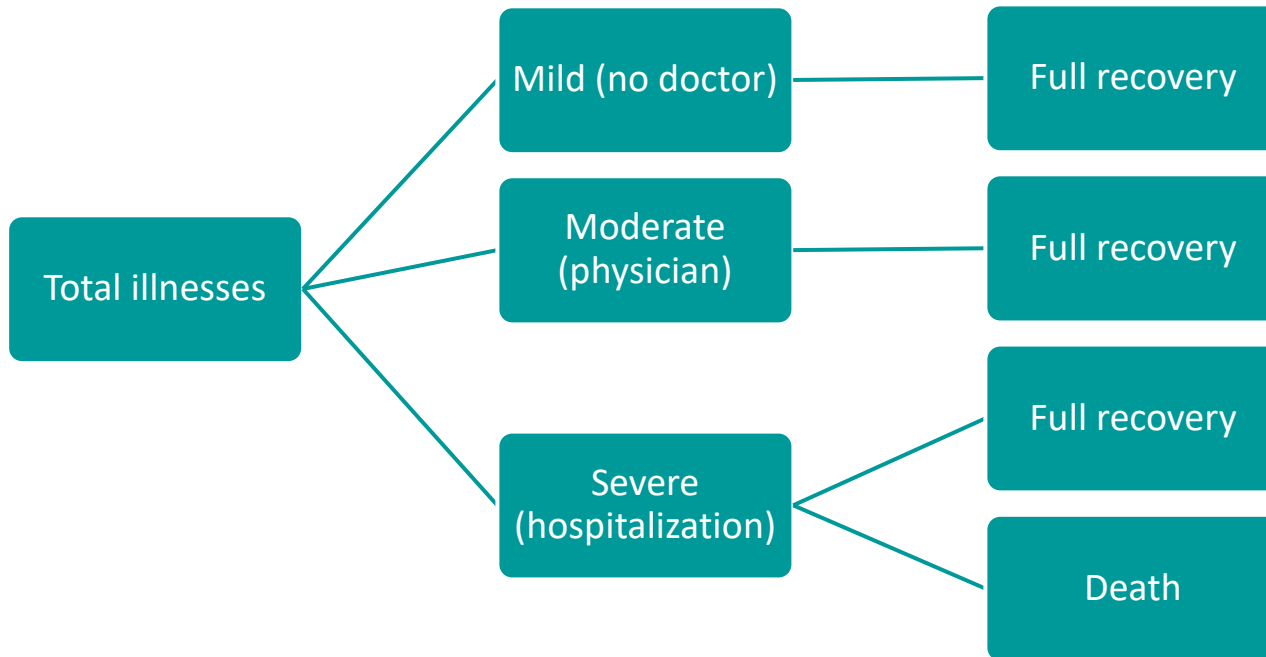 Total illnesses
Mild (no doctor)
Full recovery
Moderate
(physician)
Full recovery
Severe
(hospitalization)
Full recovery
Death